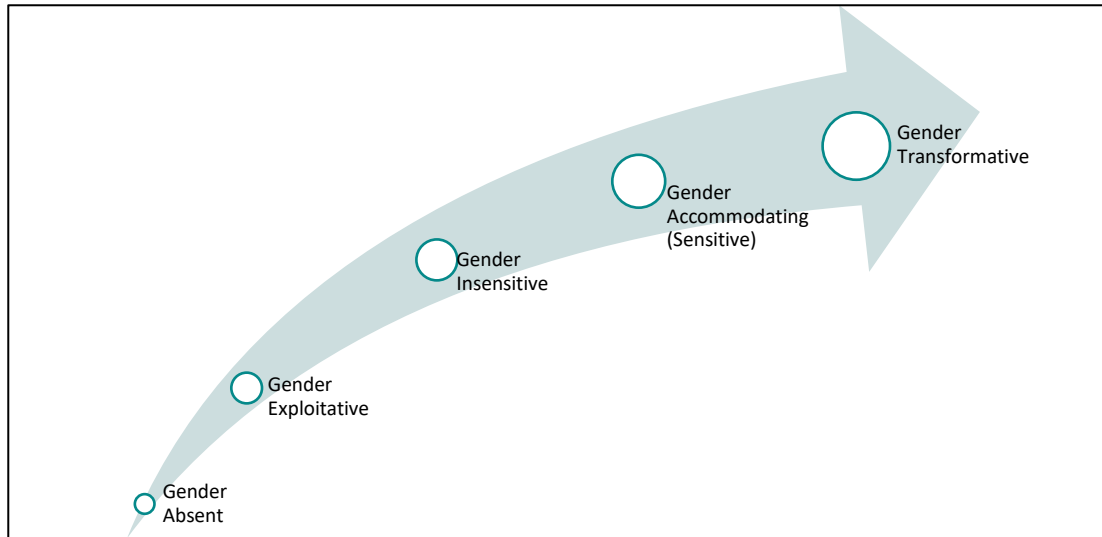 Gender
Transformative
Gender
Accommodating
(Sensitive)
Gender
Insensitive
Gender
Exploitative
Gender
Absent